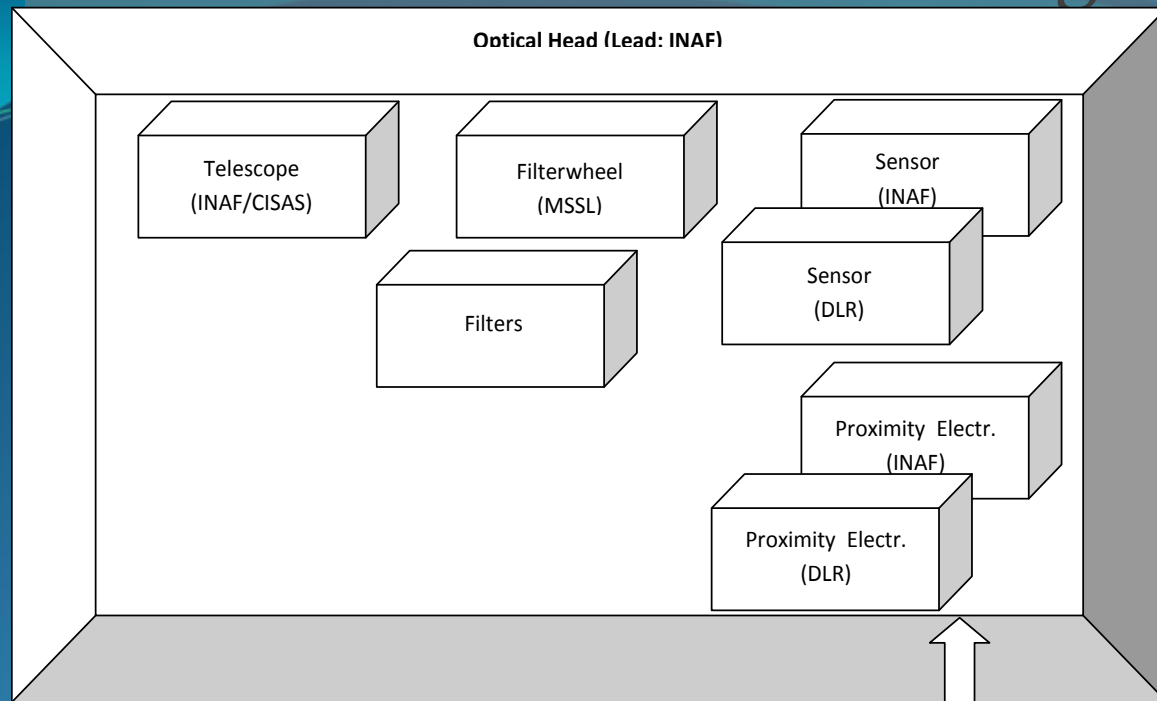 Optical Head (Lead: INAF)
Telescope
(INAF/CISAS)
Filterwheel
(MSSL)
Sensor
(INAF)
Sensor
(DLR)
Filters
Proximity Electr.
(INAF)
Proximity Electr.
(DLR)